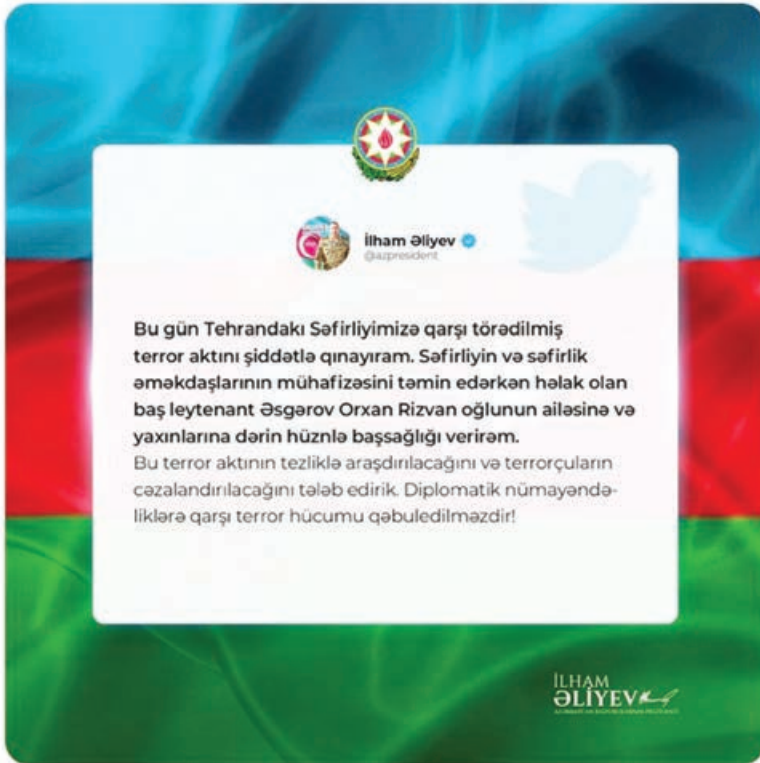 İlham Əliyev
@azpresident
Bu gün Tehrandakı Səfirliyimizə qarşı törədilmiş
terror aktını şiddətlə qınayıram. Səfirliyin və səfirlik
əməkdaşlarının mühafizəsini təmin edərkən həlak olan
baş leytenant Əsgərov Orxan Rizvan oğlunun ailəsinə və
yaxınlarına dərin hüznlə başsağlığı verirəm.
Bu terror aktının tezliklə araşdırılacağını və terrorçuların
cəzalandırılacağını tələb edirik. Diplomatik nümayəndə-
liklərə qarşı terror hücumu qəbuledilməzdir!
İLHAM
ƏLİYEV